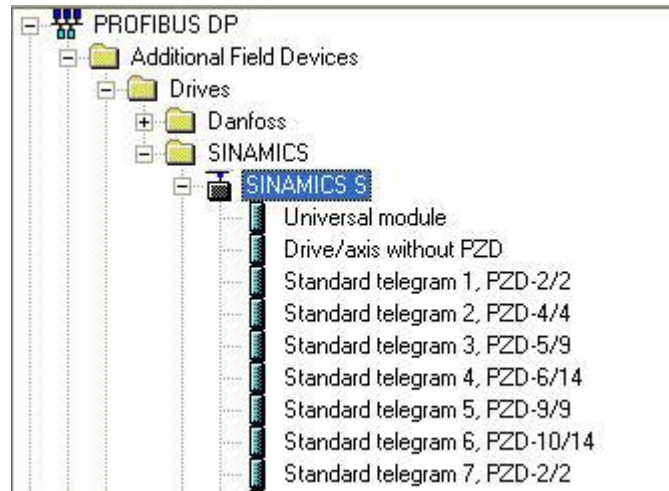 PROFIBUS DP
Additional Field Devices
Drives
Danfoss
SINAMICS
SINAMICS S
Universal module
Drive/axis without PZD
Standard telegram 1, PZD-2/2
Standard telegram 2, PZD-4/4
Standard telegram 3, PZD-5/9
Standard telegram 4, PZD-6/14
Standard telegram 5, PZD-9/9
Standard telegram 6, PZD-10/14
Standard telegram 7, PZD-2/2